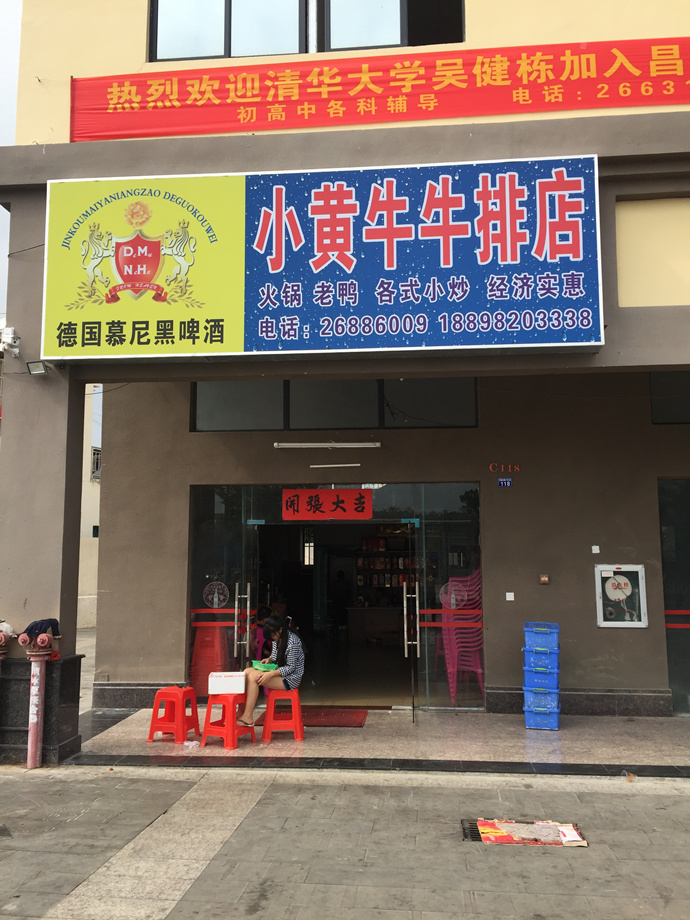 热烈欢迎清华大学吴健栋加入昌
初高中各科辅导 电话:2663
JINKOUMAIYANIANGZAO DEGUOKOUWEI
D.M.
N.H.
德国慕尼黑啤酒
小黄牛牛排店
火锅 老鸭 各式小炒 经济实惠
电话:26886009 18898203338
C118
118
開張大吉